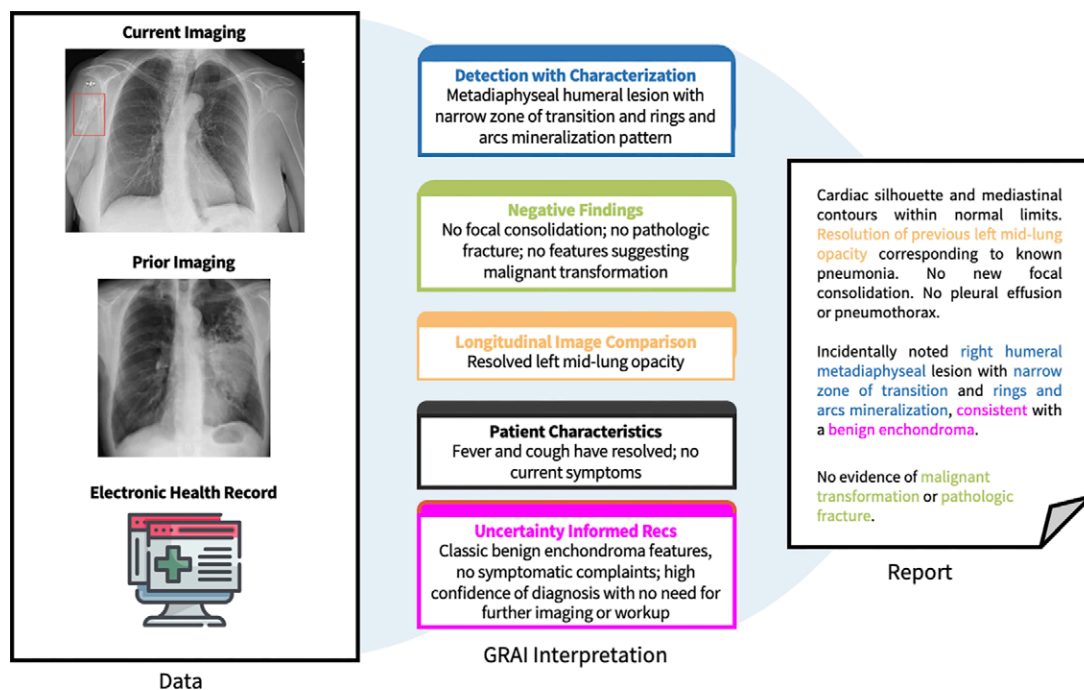 Current Imaging
Prior Imaging
Electronic Health Record
Data
Detection with Characterization
Metadiaphyseal humeral lesion with
narrow zone of transition and rings and
arcs mineralization pattern
Negative Findings
No focal consolidation; no pathologic
fracture; no features suggesting
malignant transformation
Longitudinal Image Comparison
Resolved left mid-lung opacity
Patient Characteristics
Fever and cough have resolved; no
current symptoms
Uncertainty Informed Recs
Classic benign enchondroma features,
no symptomatic complaints; high
confidence of diagnosis with no need for
further imaging or workup
GRAI Interpretation
Cardiac silhouette and mediastinal
contours within normal limits.
Resolution of previous left mid-lung
opacity corresponding to known
pneumonia. No new focal
consolidation. No pleural effusion
or pneumothorax.
Incidentally noted right humeral
metadiaphyseal lesion with narrow
zone of transition and rings and
arcs mineralization, consistent with
a benign enchondroma.
No evidence of malignant
transformation or pathologic
fracture.
Report